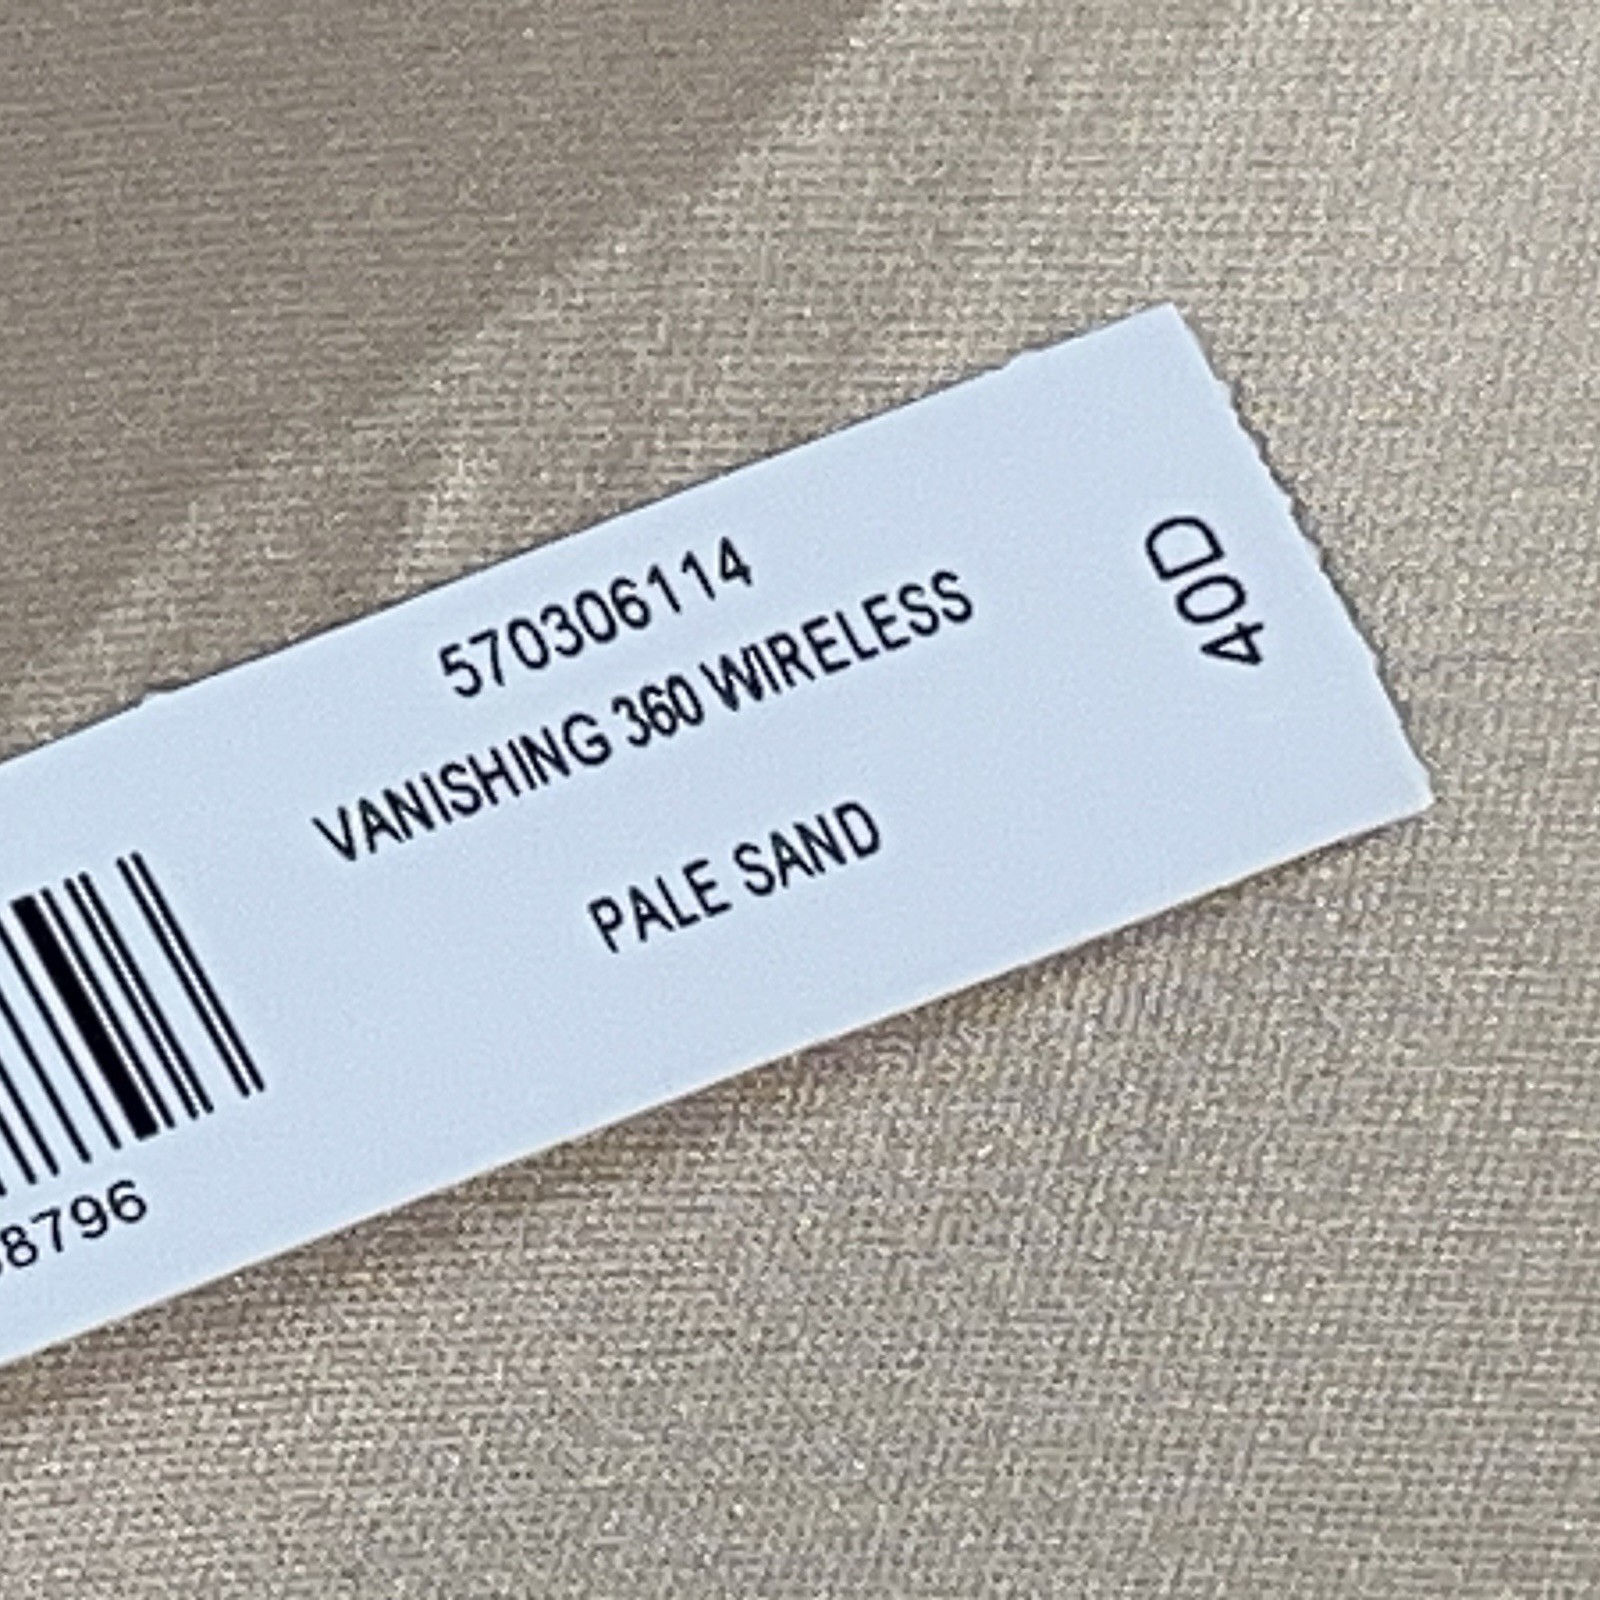 570306114
VANISHING 360 WIRELESS
PALE SAND
40D
8796